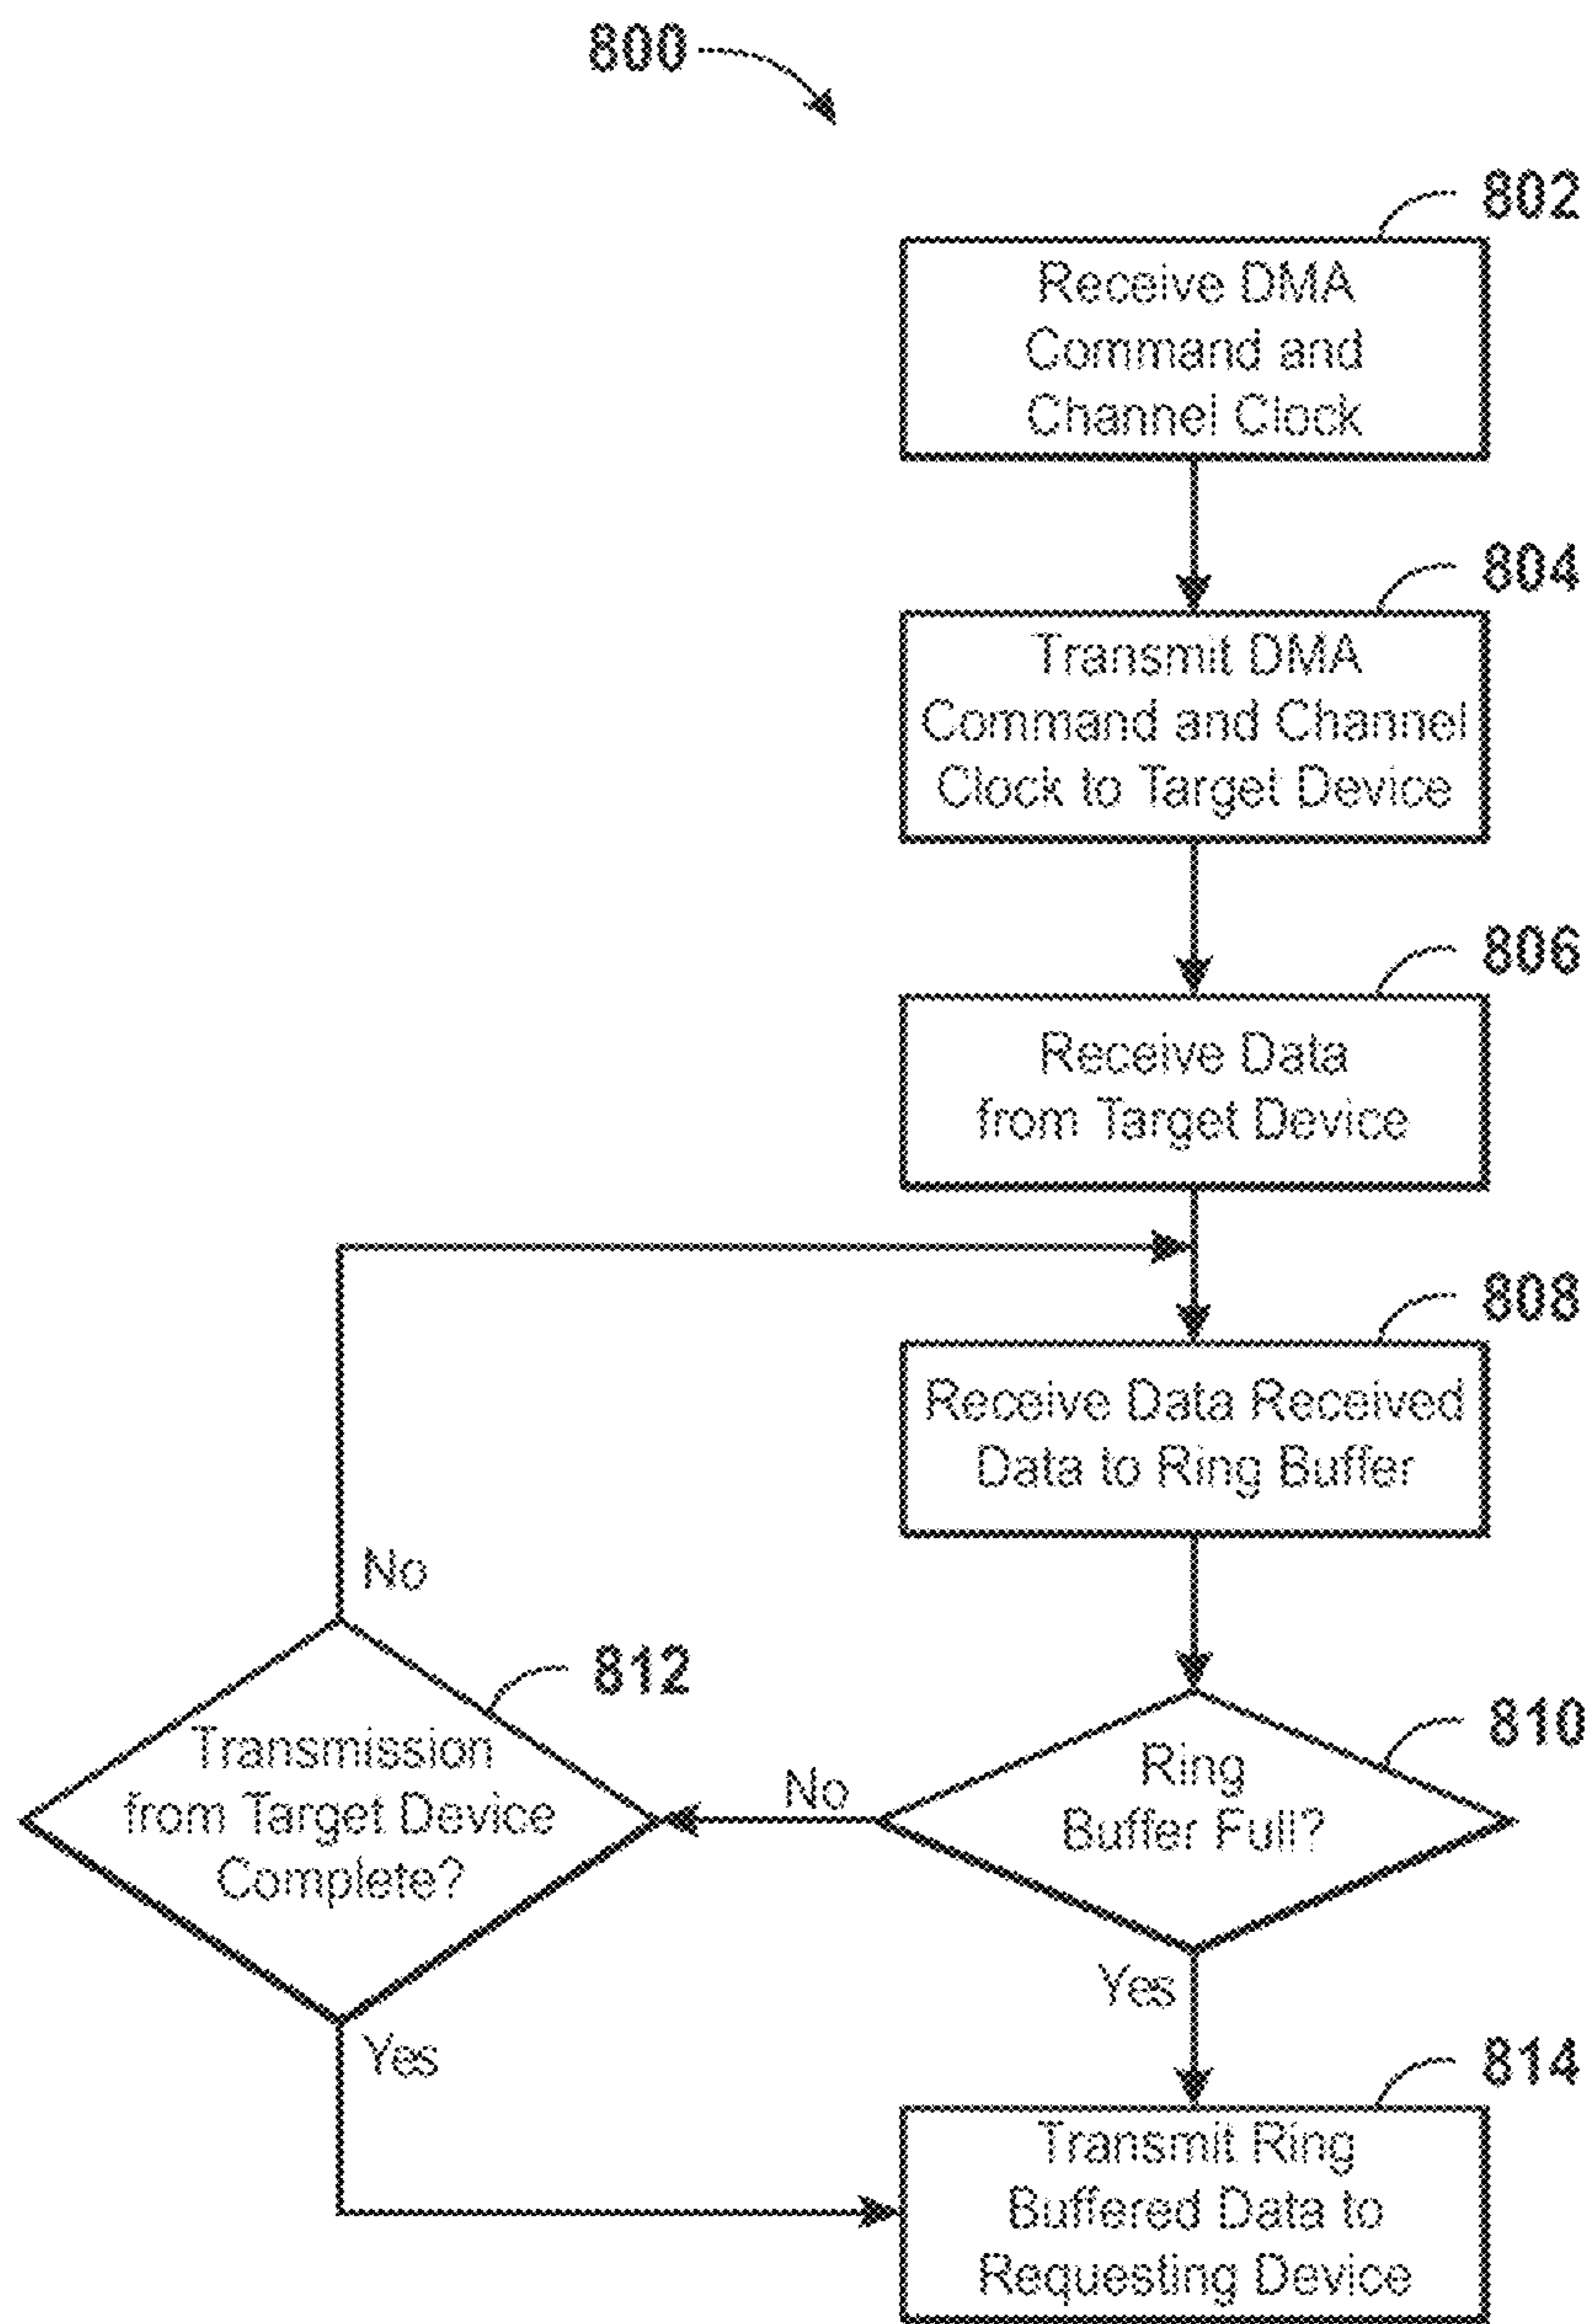 800
802
Receive DMA
Command and
Channel Clock
804
Transmit DMA
Command and Channel
Clock to Target Device
806
Receive Data
from Target Device
808
Receive Data Received
Data to Ring Buffer
No
812
Transmission
from Target Device
Complete?
No
810
Ring
Buffer Full?
Yes
Yes
814
Transmit Ring
Buffered Data to
Requesting Device